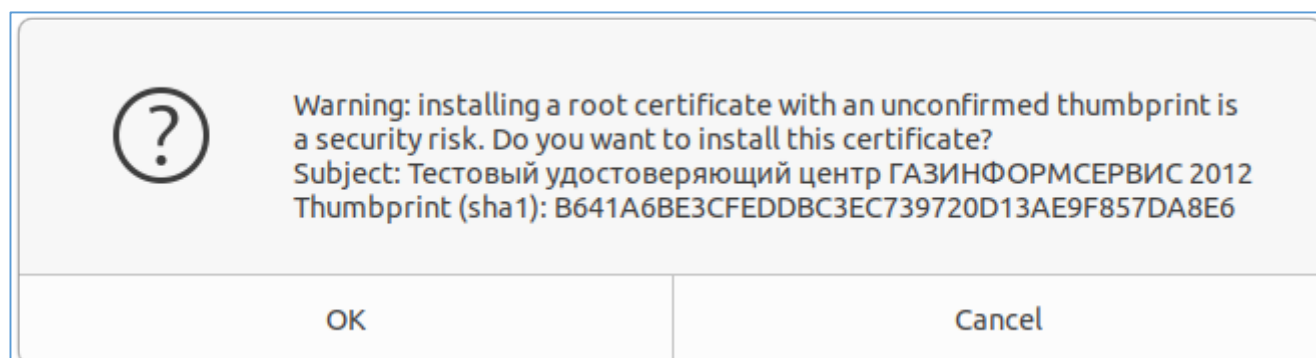 Warning: installing a root certificate with an unconfirmed thumbprint is
a security risk. Do you want to install this certificate?
Subject: Тестовый удостоверяющий центр ГАЗИНФОРМСЕРВИС 2012
Thumbprint (sha1): B641A6BE3CFEDDBC3EC739720D13AE9F857DA8E6
OK
Cancel